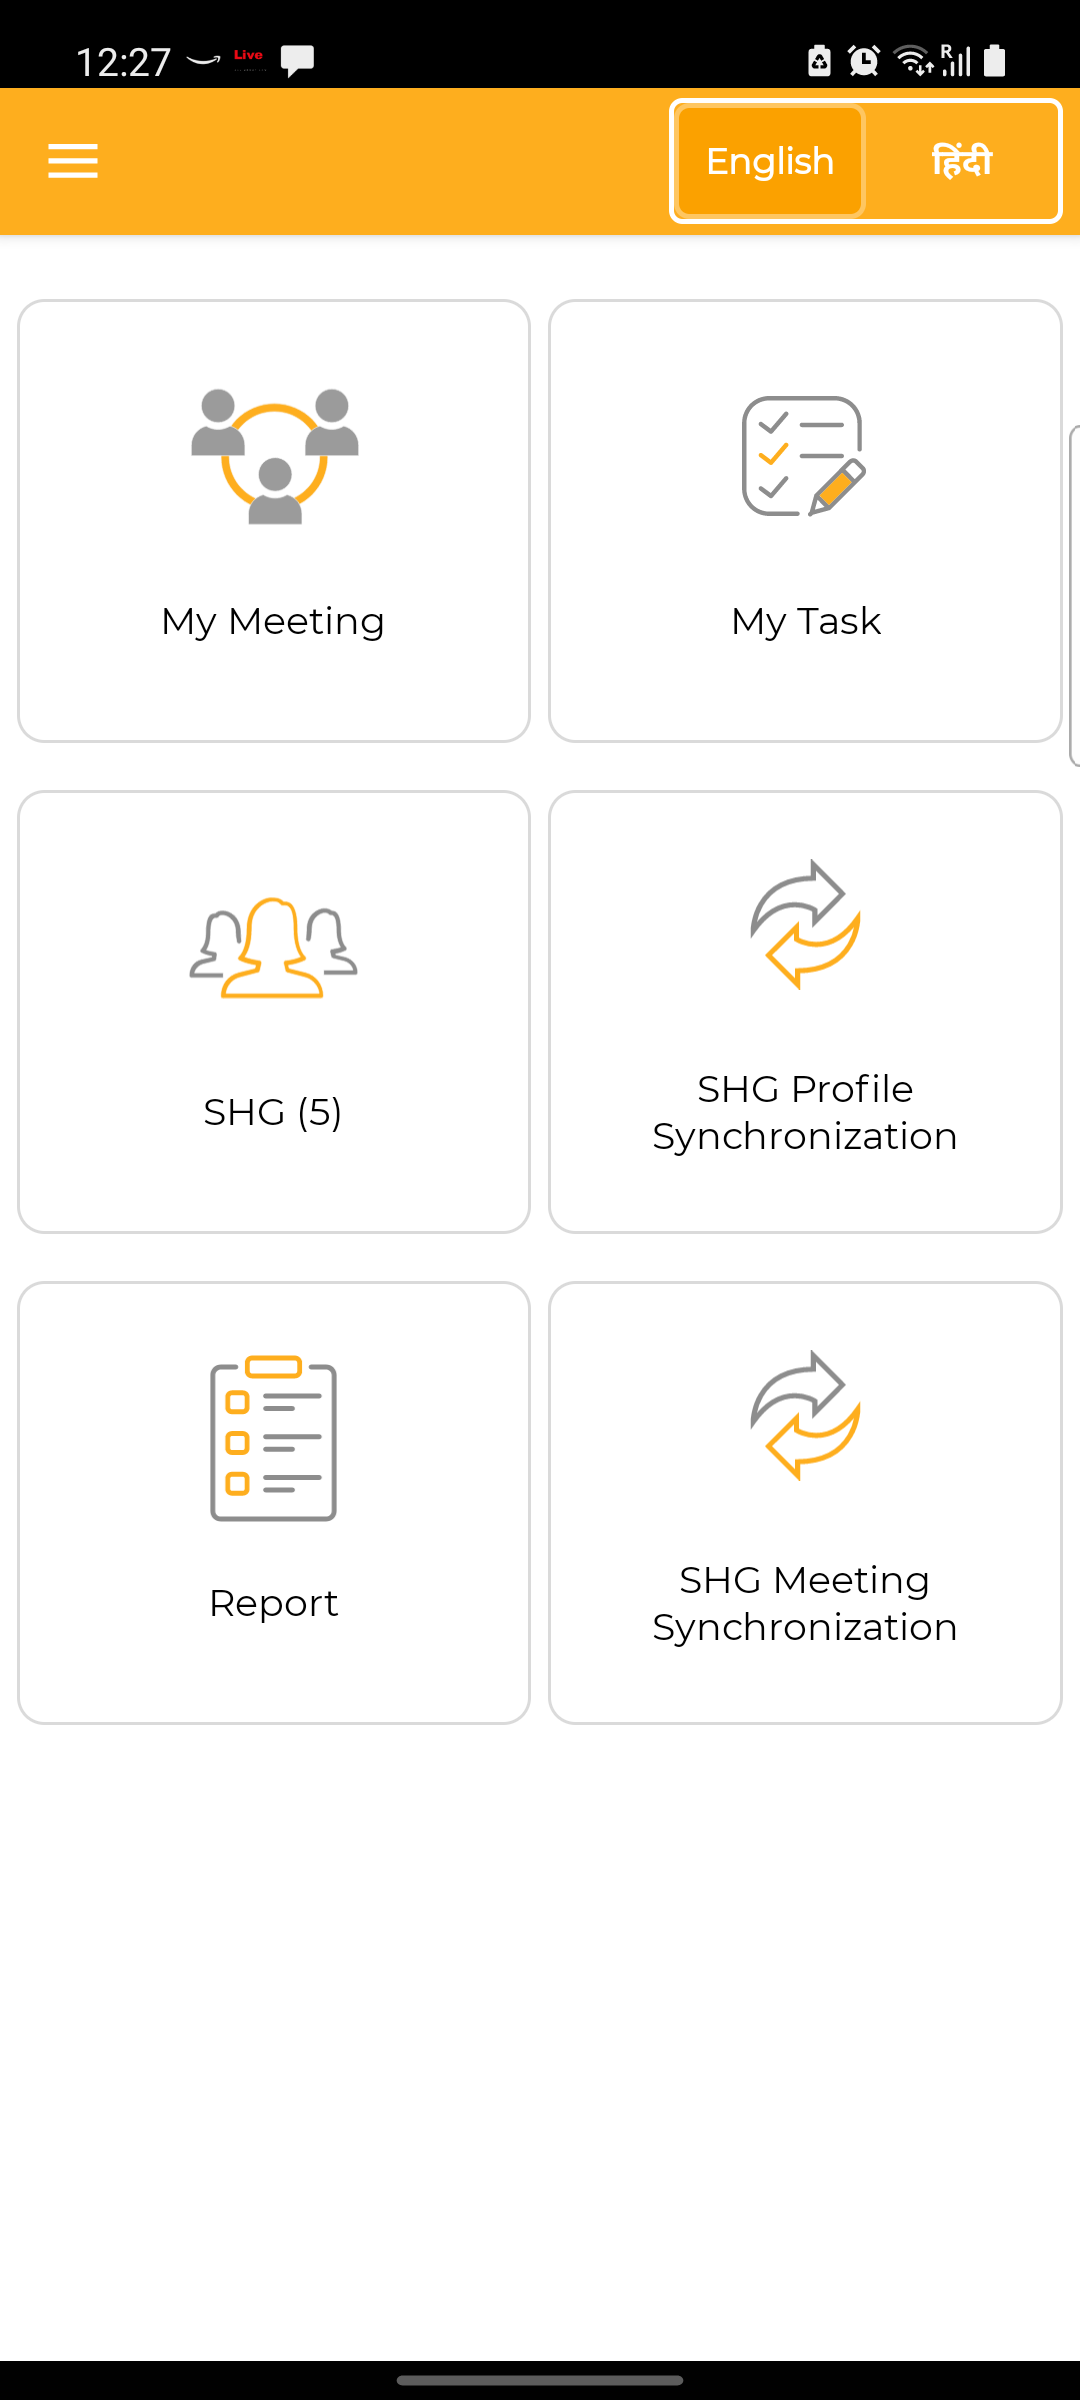 12:27
Live
R
English
हिंदी
My Meeting
My Task
SHG (5)
SHG Profile
Synchronization
Report
SHG Meeting
Synchronization